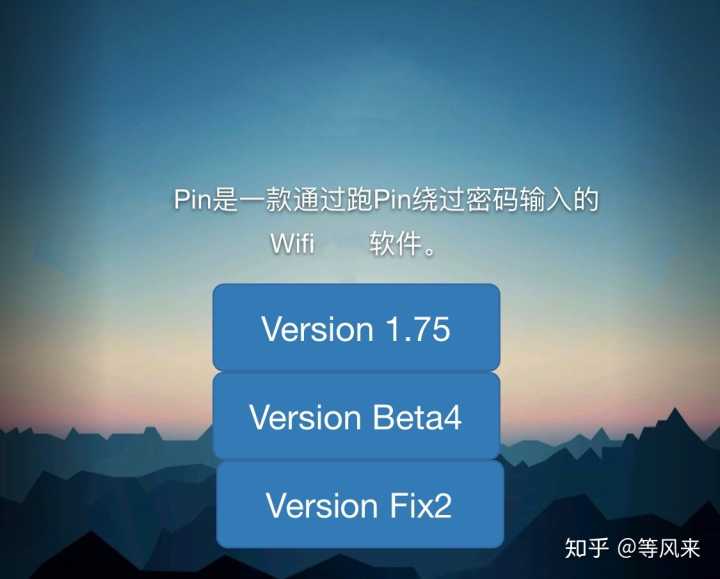 Pin是一款通过跑Pin绕过密码输入的
Wifi 软件。
Version 1.75
Version Beta4
Version Fix2
知乎 @等风来